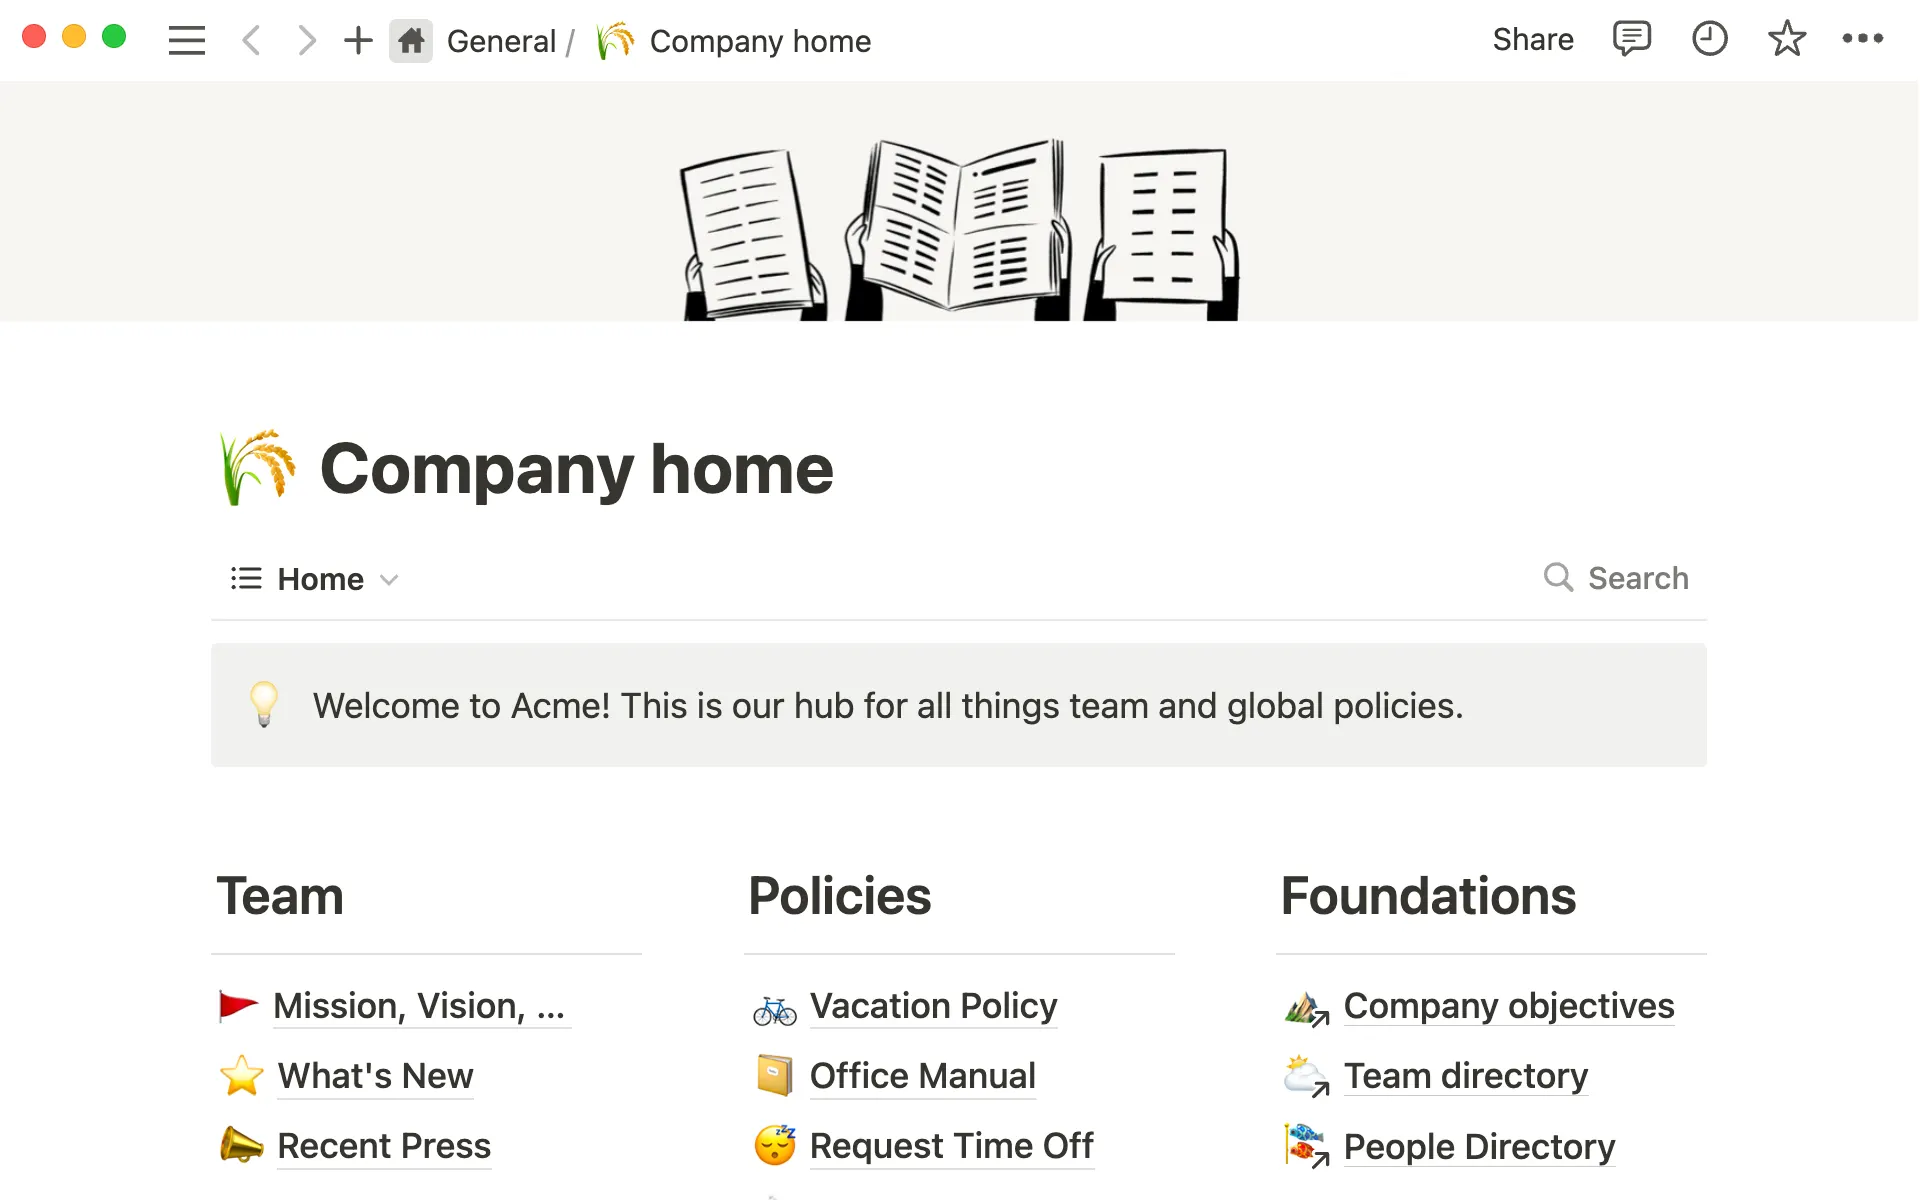 General / Company home
Share
Company home
Home
Search
Welcome to Acme! This is our hub for all things team and global policies.
Team
Mission, Vision, ...
What's New
Recent Press
Policies
Vacation Policy
Office Manual
Request Time Off
Foundations
Company objectives
Team directory
People Directory